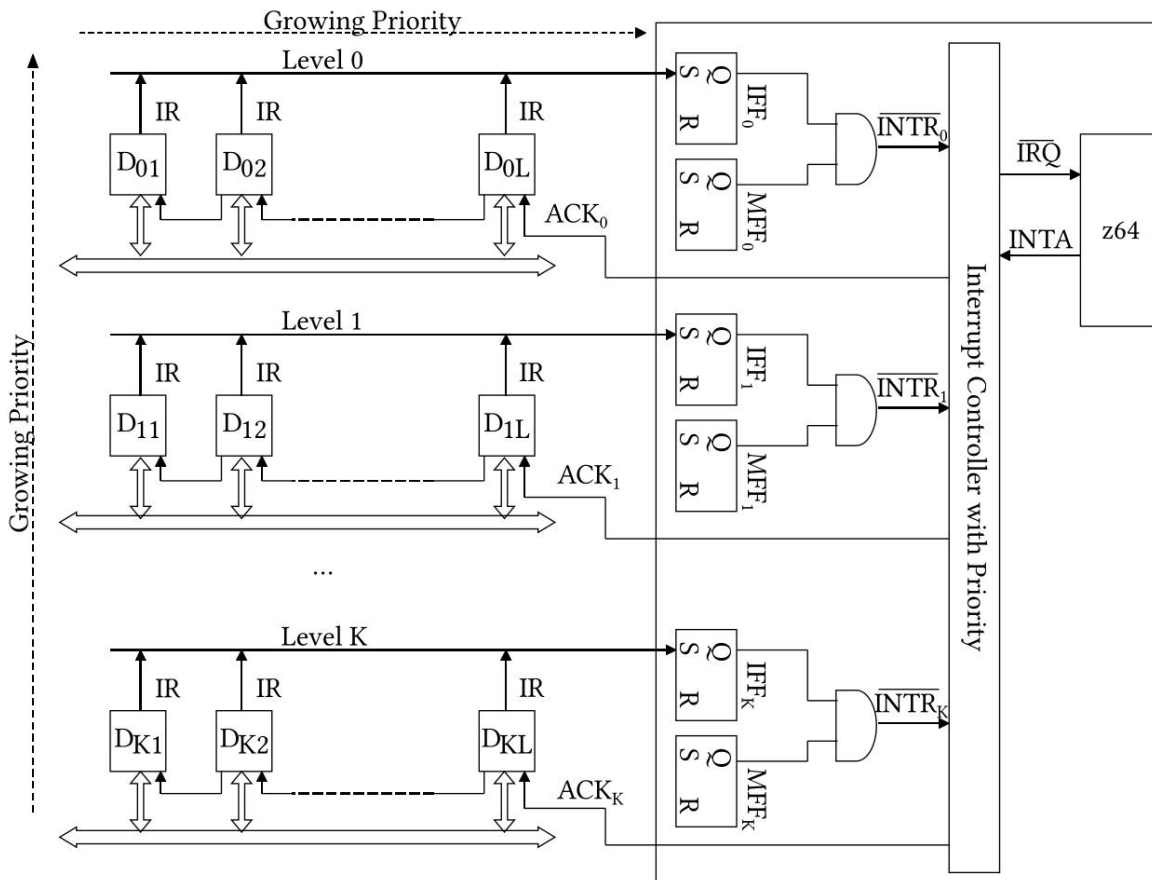 Growing Priority
Growing Priority
Level 0
IR
IR
IR
D01
D02
D0L
ACK0
S Q̰
R
IFF0
S Q̰
R
MFF0
INTR0
IRQ
INTA
z64
Interrupt Controller with Priority
Level 1
IR
IR
IR
D11
D12
D1L
ACK1
S Q̰
R
IFF1
S Q̰
R
MFF1
INTR1
...
Level K
IR
IR
IR
DK1
DK2
DKL
ACKK
S Q̰
R
IFFK
S Q̰
R
MFFK
INTRK